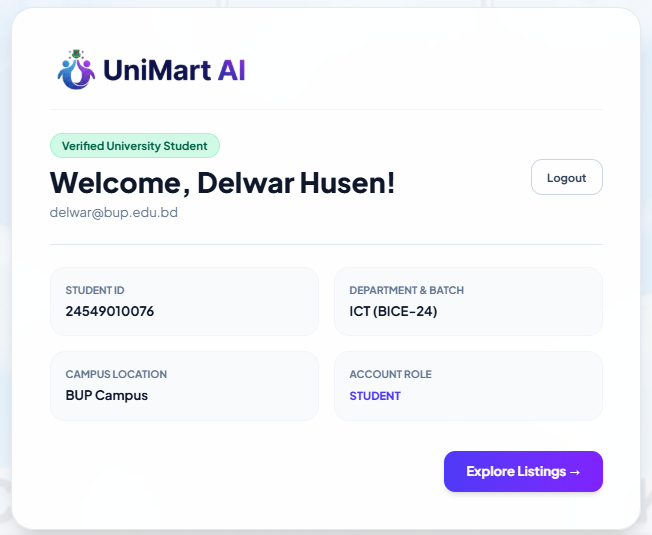 UniMart AI
Verified University Student
Welcome, Delwar Husen!
delwar@bup.edu.bd
Logout
STUDENT ID
24549010076
DEPARTMENT & BATCH
ICT (BICE-24)
CAMPUS LOCATION
BUP Campus
ACCOUNT ROLE
STUDENT
Explore Listings →